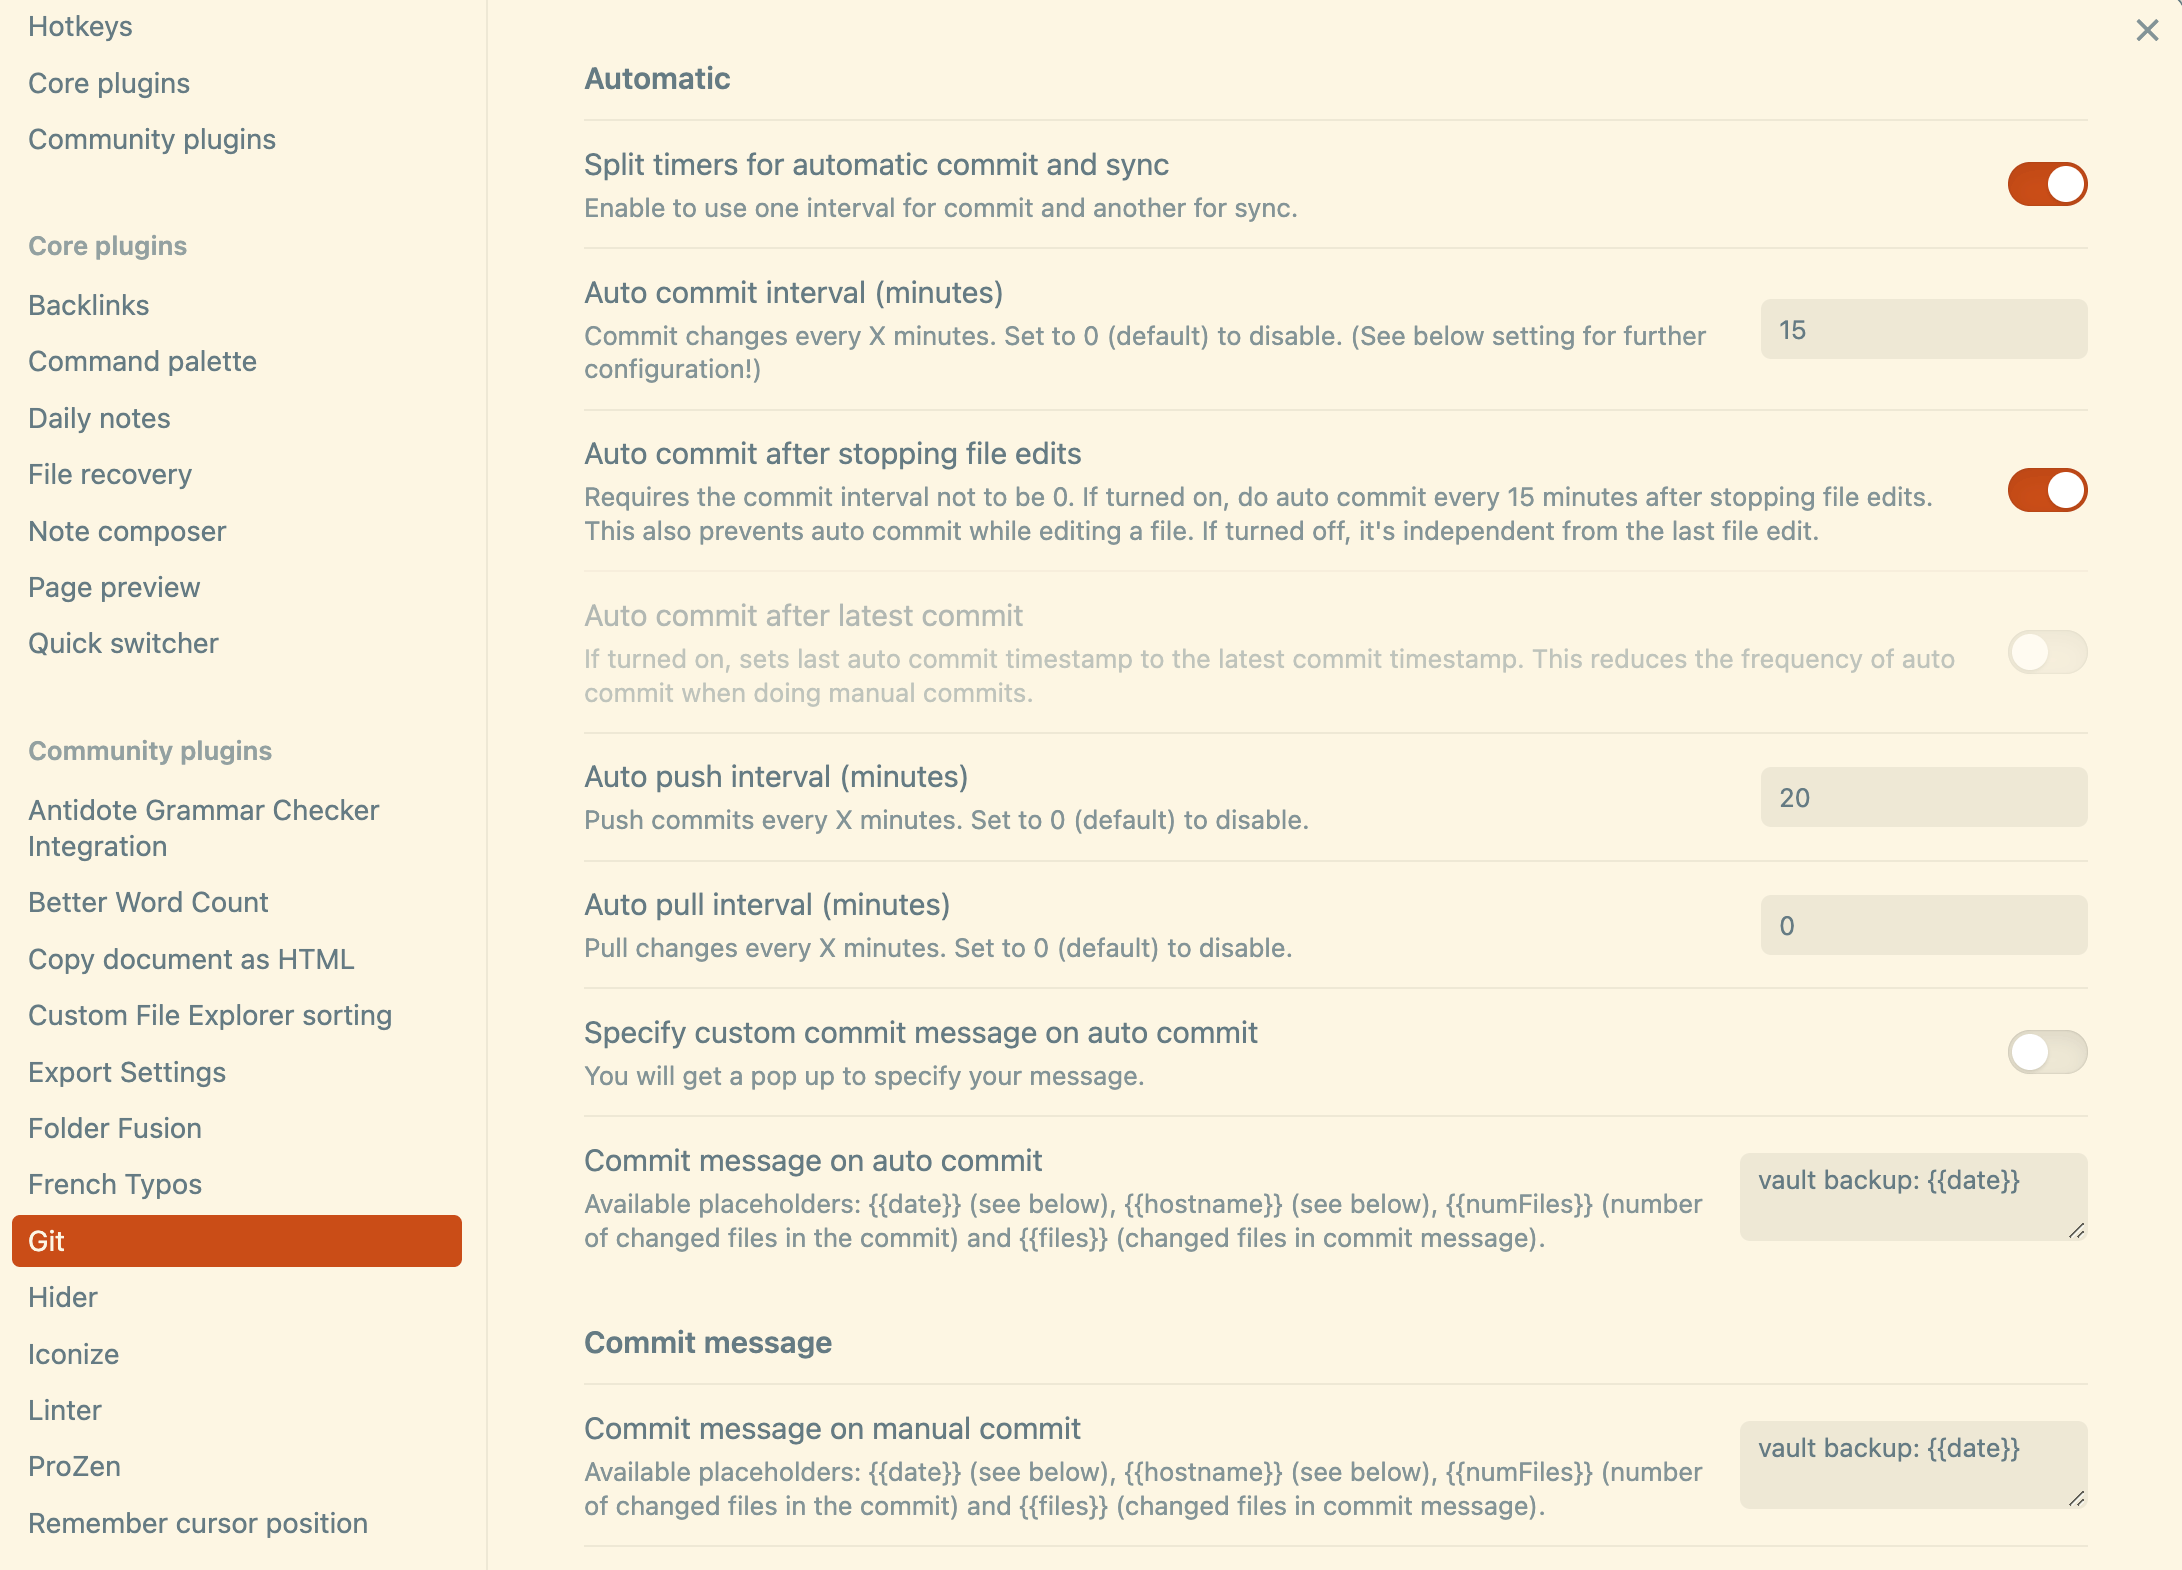 Hotkeys
Core plugins
Community plugins
Core plugins
Backlinks
Command palette
Daily notes
File recovery
Note composer
Page preview
Quick switcher
Community plugins
Antidote Grammar Checker
Integration
Better Word Count
Copy document as HTML
Custom File Explorer sorting
Export Settings
Folder Fusion
French Typos
Git
Hider
Iconize
Linter
ProZen
Remember cursor position
Automatic
Split timers for automatic commit and sync
Enable to use one interval for commit and another for sync.
Auto commit interval (minutes)
Commit changes every X minutes. Set to 0 (default) to disable. (See below setting for further
configuration!)
15
Auto commit after stopping file edits
Requires the commit interval not to be 0. If turned on, do auto commit every 15 minutes after stopping file edits.
This also prevents auto commit while editing a file. If turned off, it's independent from the last file edit.
Auto commit after latest commit
If turned on, sets last auto commit timestamp to the latest commit timestamp. This reduces the frequency of auto
commit when doing manual commits.
Auto push interval (minutes)
Push commits every X minutes. Set to 0 (default) to disable.
20
Auto pull interval (minutes)
Pull changes every X minutes. Set to 0 (default) to disable.
0
Specify custom commit message on auto commit
You will get a pop up to specify your message.
Commit message on auto commit
Available placeholders: {{date}} (see below), {{hostname}} (see below), {{numFiles}} (number
of changed files in the commit) and {{files}} (changed files in commit message).
vault backup: {{date}}
Commit message
Commit message on manual commit
Available placeholders: {{date}} (see below), {{hostname}} (see below), {{numFiles}} (number
of changed files in the commit) and {{files}} (changed files in commit message).
vault backup: {{date}}